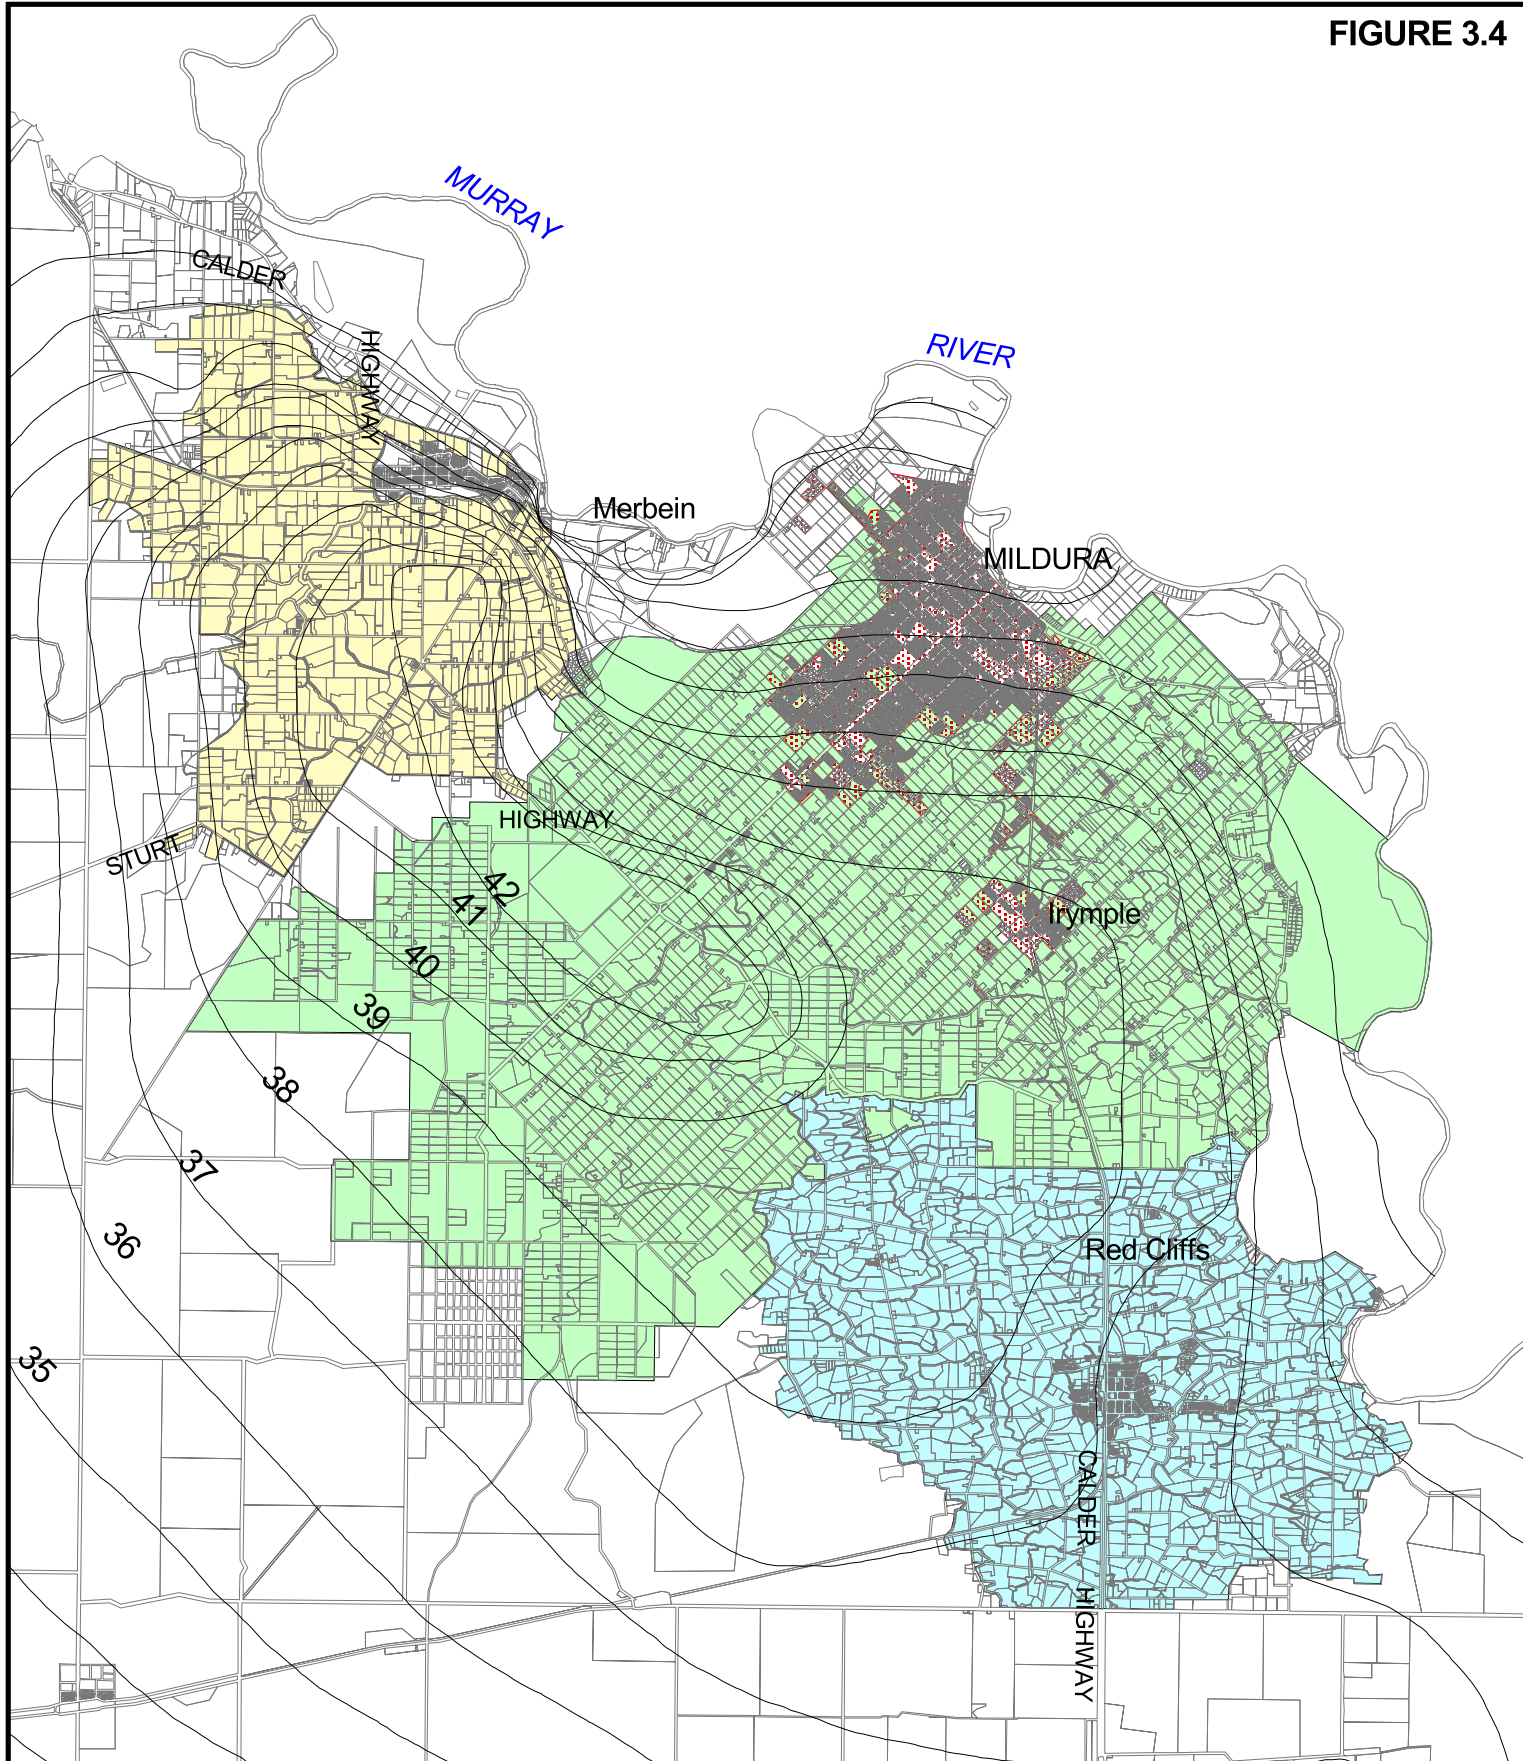 FIGURE 3.4
MURRAY
CALDER
HIGHWAY
RIVER
Merbein
MILDURA
HIGHWAY
STURT
42
41
Irymple
40
39
38
37
36
Red Cliffs
35
CALDER
HIGHWAY